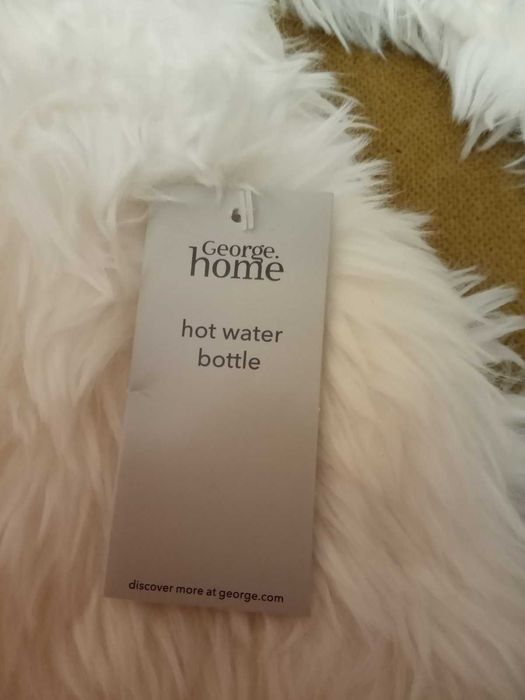 George.
home
hot water
bottle
discover more at george.com